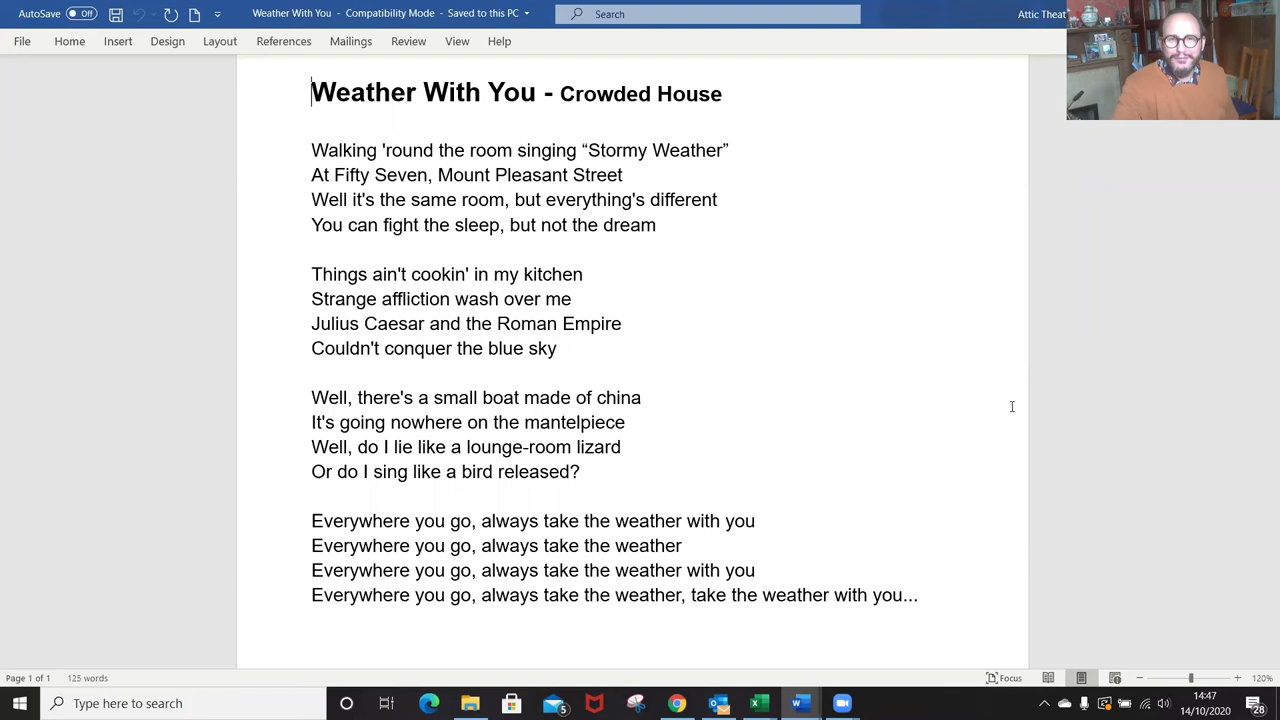 AutoSave Off Weather With You - Compatibility Mode - Saved to this PC Search Attic Theat
File Home Insert Design Layout References Mailings Review View Help
Weather With You - Crowded House
Walking 'round the room singing “Stormy Weather”
At Fifty Seven, Mount Pleasant Street
Well it's the same room, but everything's different
You can fight the sleep, but not the dream
Things ain't cookin' in my kitchen
Strange affliction wash over me
Julius Caesar and the Roman Empire
Couldn't conquer the blue sky
Well, there's a small boat made of china
It's going nowhere on the mantelpiece
Well, do I lie like a lounge-room lizard
Or do I sing like a bird released?
Everywhere you go, always take the weather with you
Everywhere you go, always take the weather
Everywhere you go, always take the weather with you
Everywhere you go, always take the weather, take the weather with you...
Page 1 of 1 125 words Focus 120%
Type here to search 5 14:47
14/10/2020 28